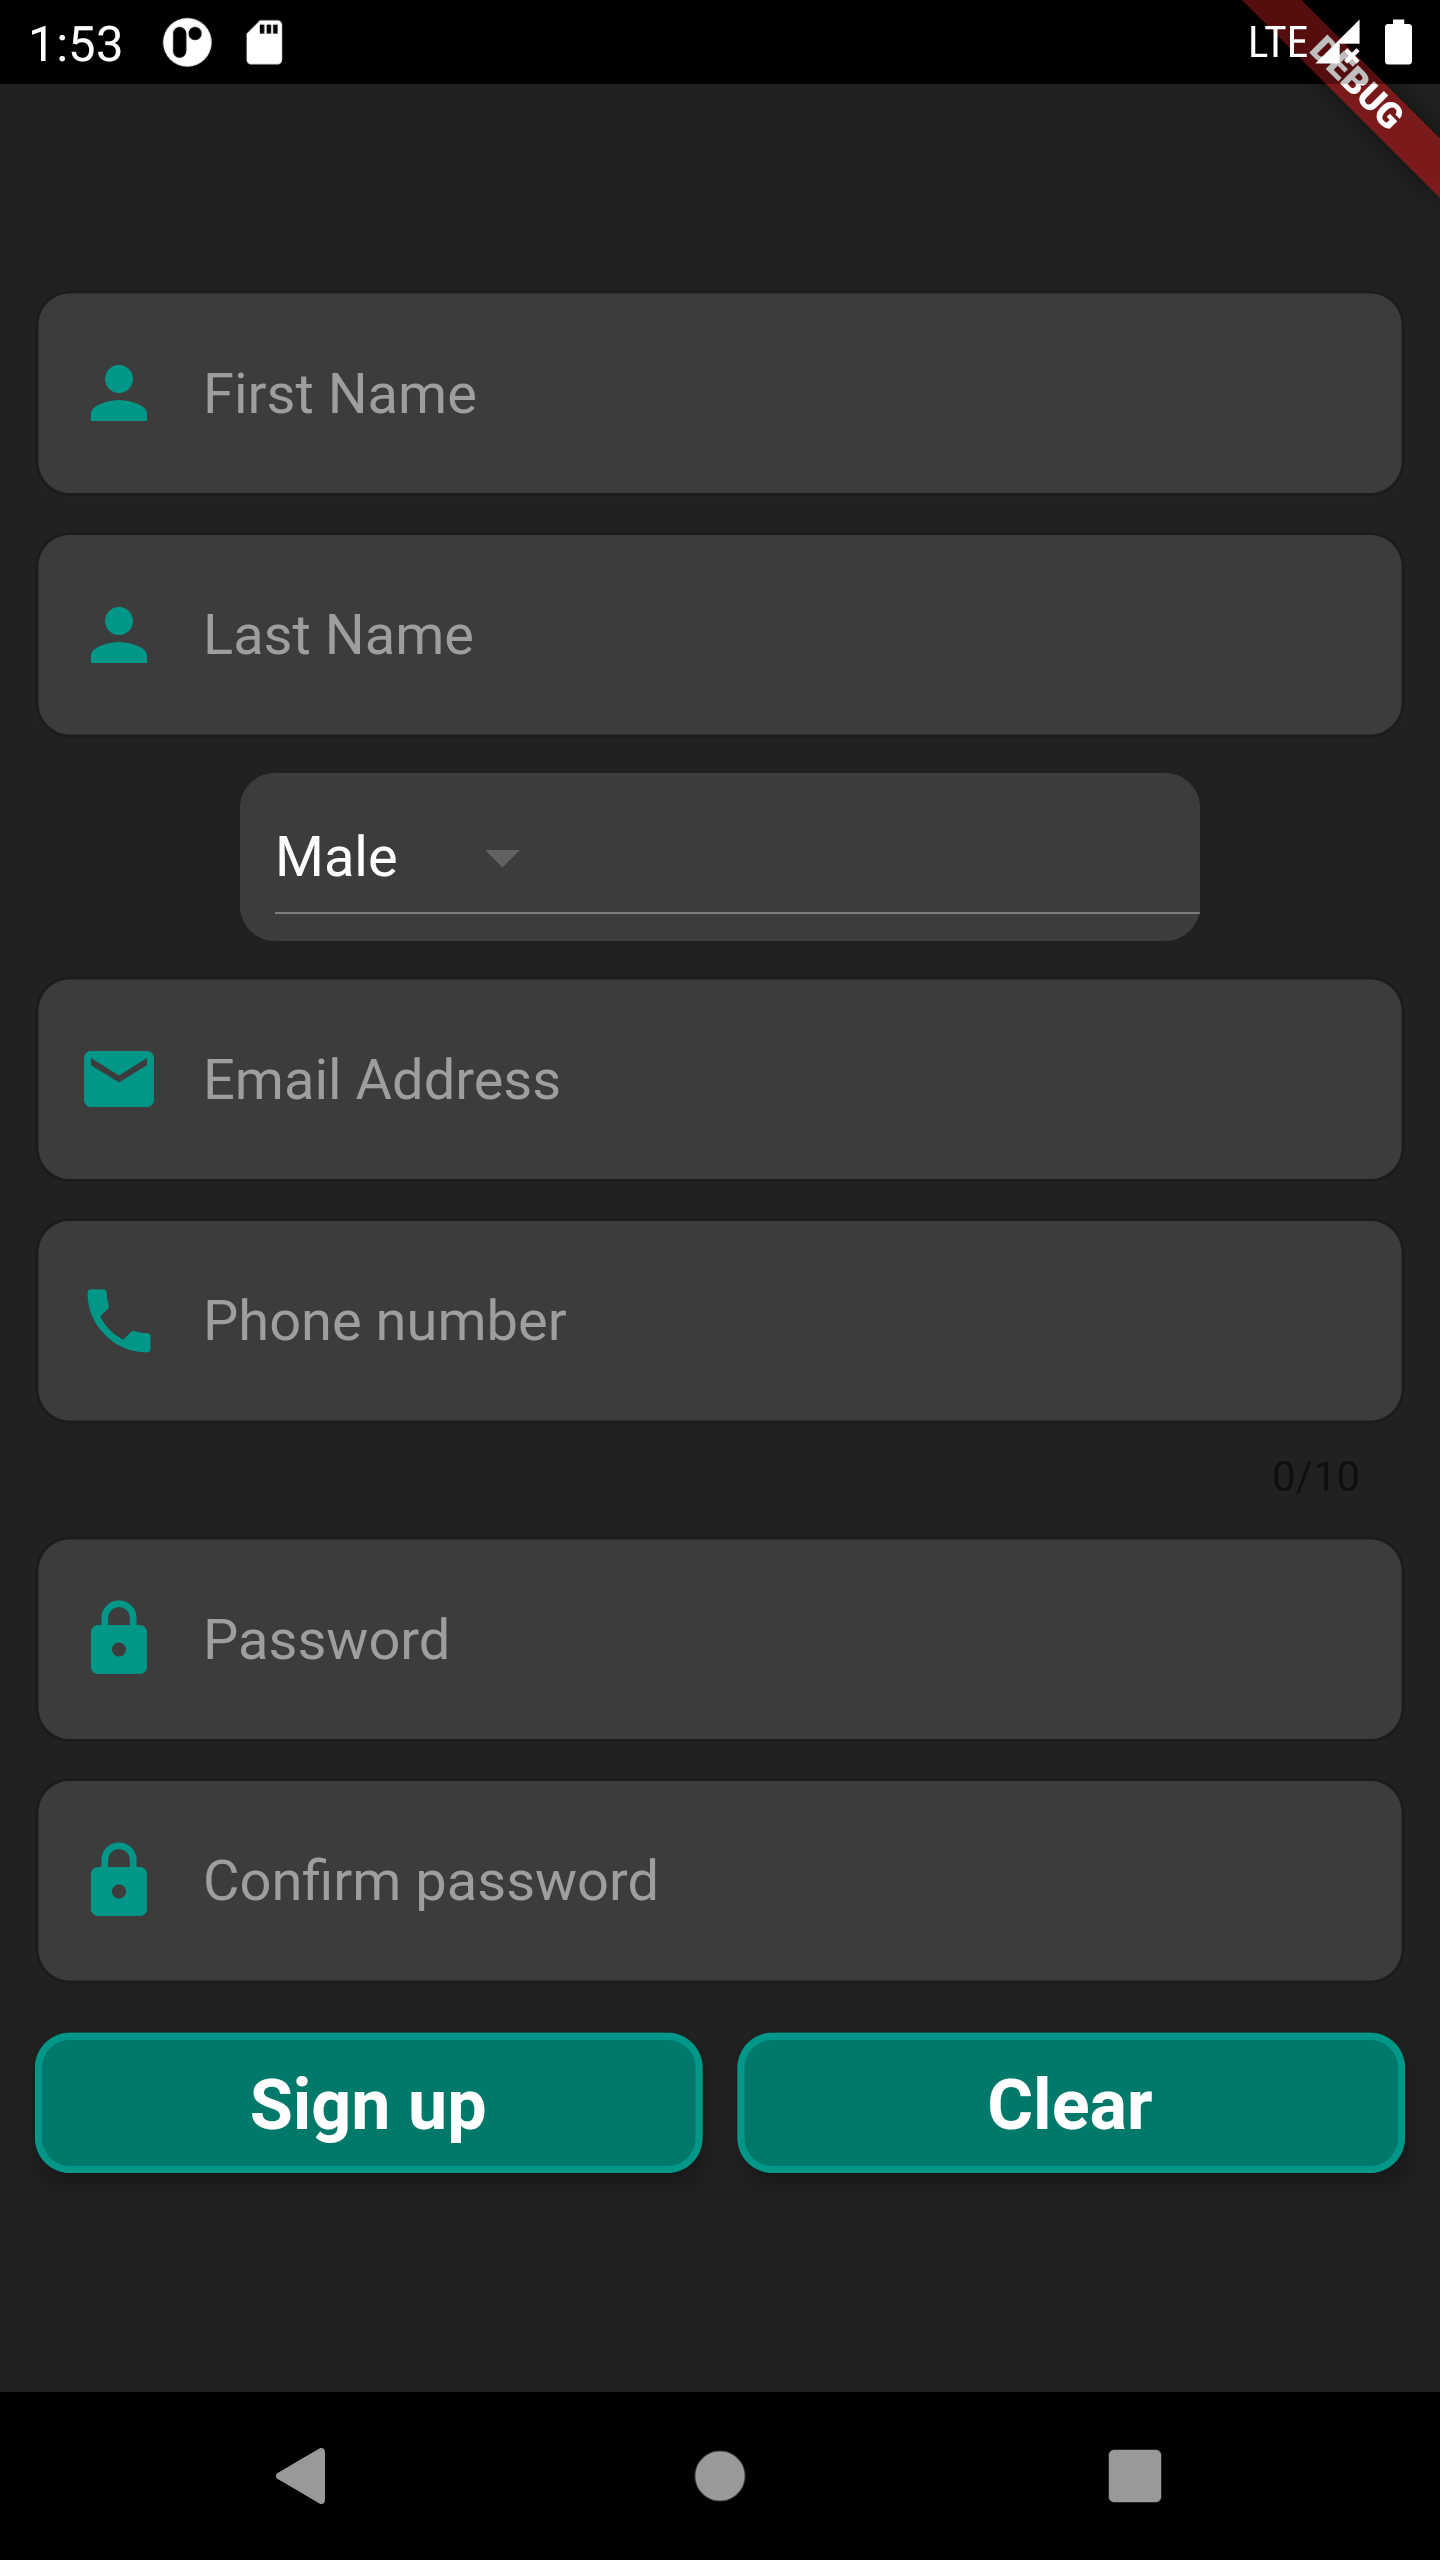 1:53 LTE
DEBUG
First Name
Last Name
Male
Email Address
Phone number
0/10
Password
Confirm password
Sign up Clear